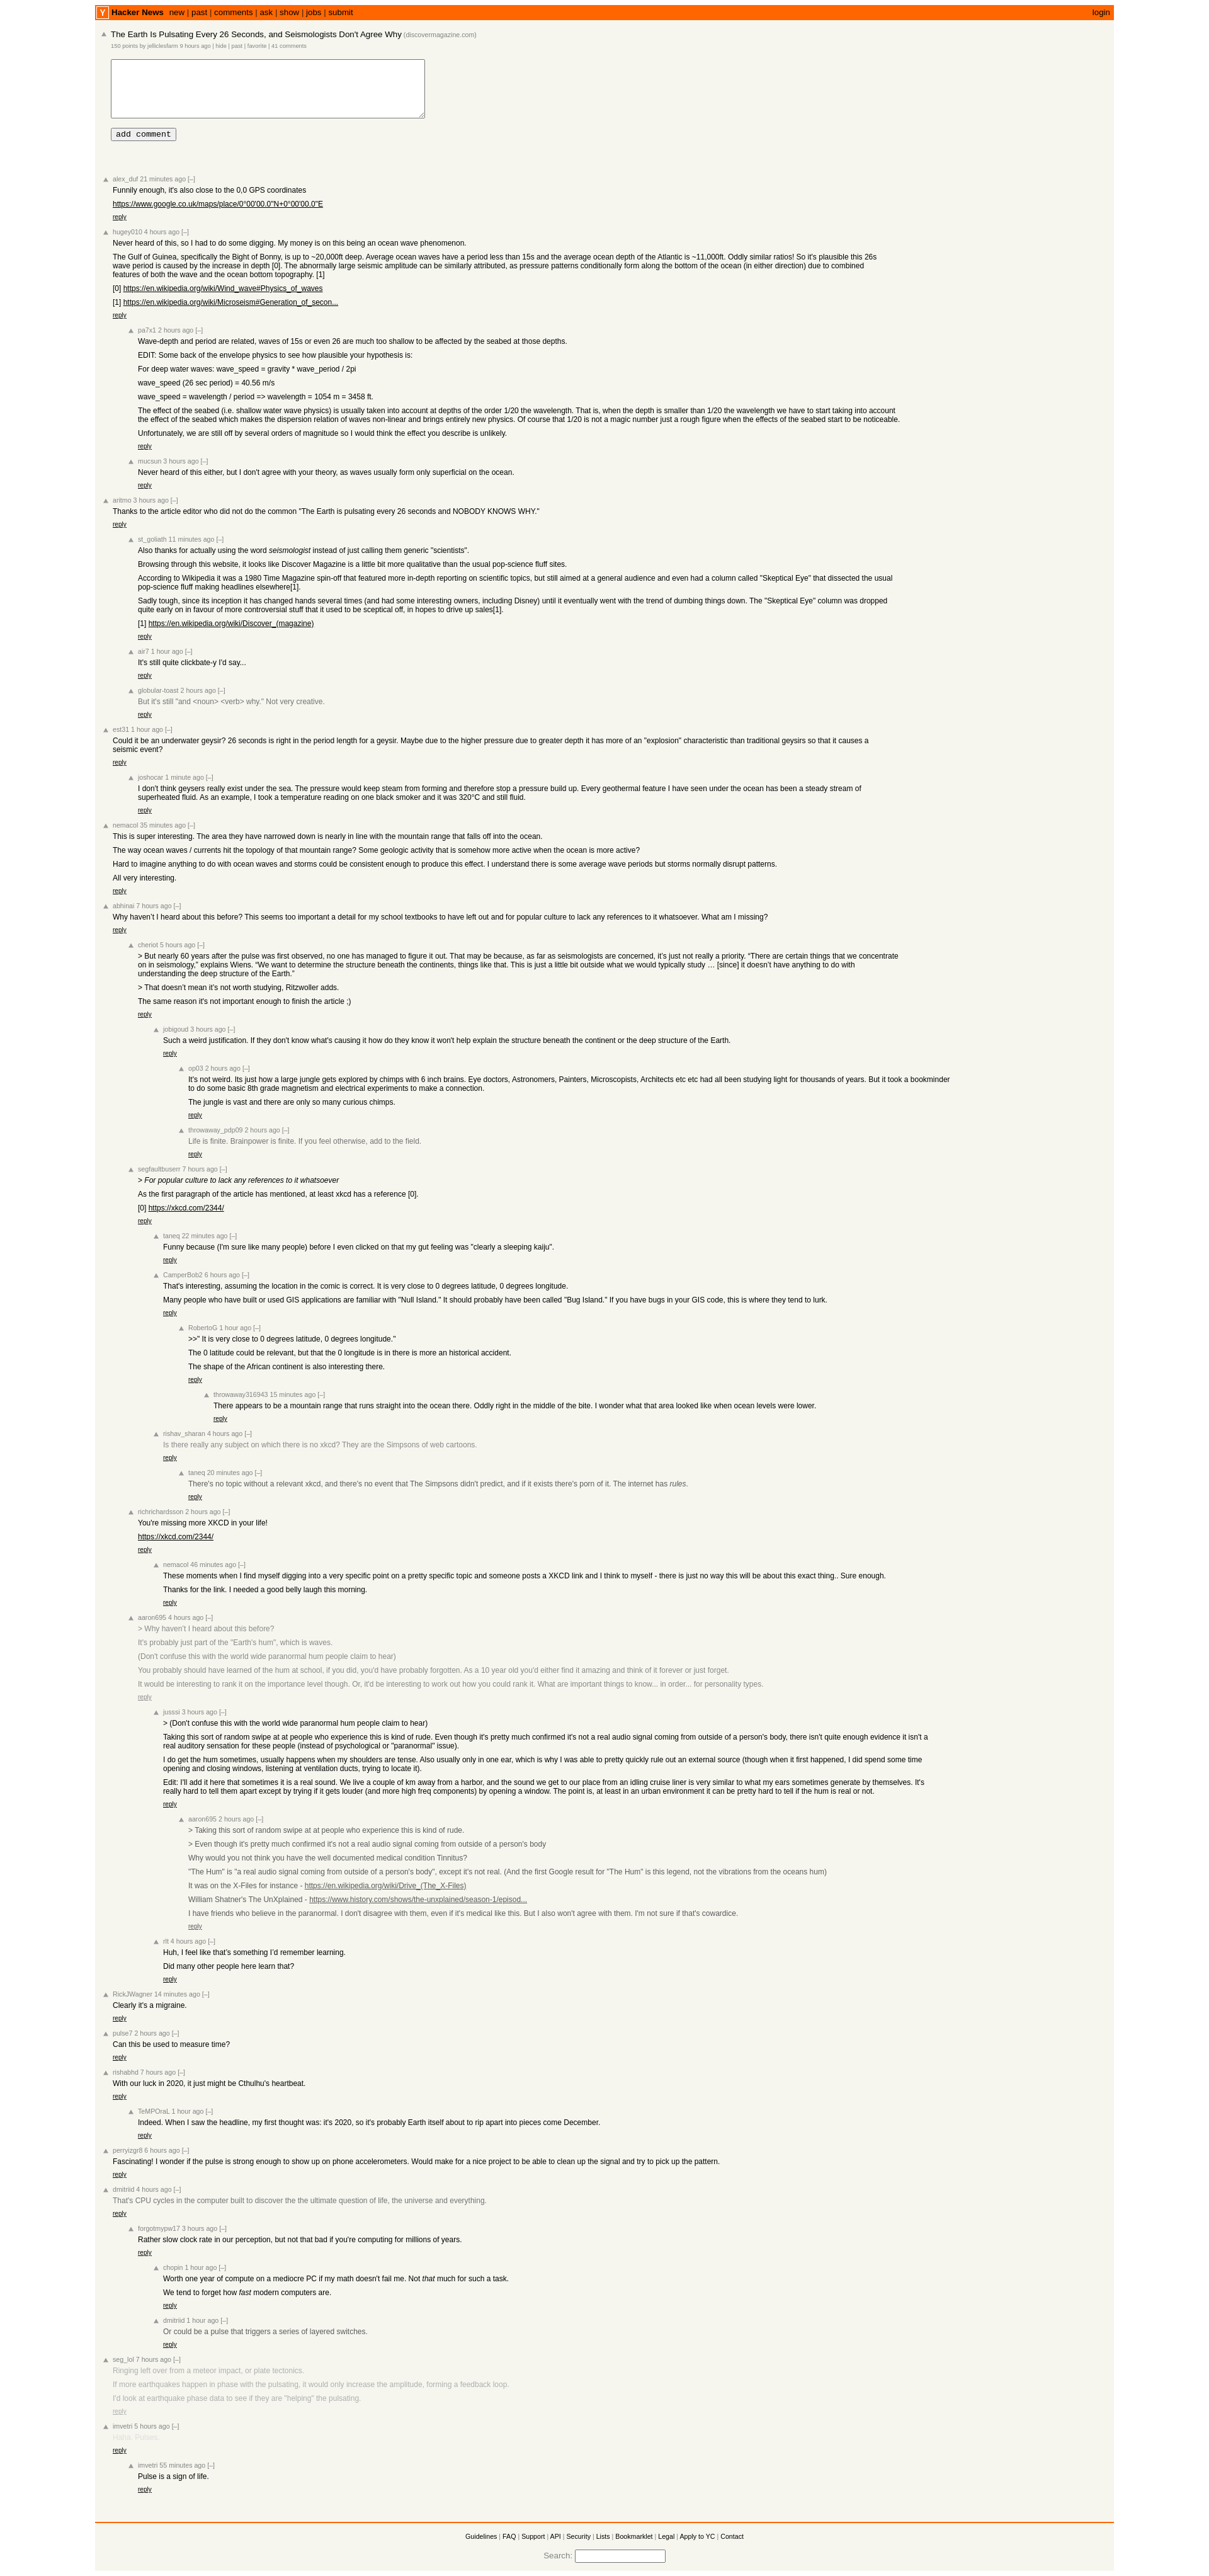 Y Hacker News new | past | comments | ask | show | jobs | submit login
The Earth Is Pulsating Every 26 Seconds, and Seismologists Don't Agree Why (discovermagazine.com)
150 points by jelliclesfarm 9 hours ago | hide | past | favorite | 41 comments
add comment
alex_duf 21 minutes ago [–]
Funnily enough, it's also close to the 0,0 GPS coordinates
https://www.google.co.uk/maps/place/0°00'00.0"N+0°00'00.0"E
reply
hugey010 4 hours ago [–]
Never heard of this, so I had to do some digging. My money is on this being an ocean wave phenomenon.
The Gulf of Guinea, specifically the Bight of Bonny, is up to ~20,000ft deep. Average ocean waves have a period less than 15s and the average ocean depth of the Atlantic is ~11,000ft. Oddly similar ratios! So it's plausible this 26s
wave period is caused by the increase in depth [0]. The abnormally large seismic amplitude can be similarly attributed, as pressure patterns conditionally form along the bottom of the ocean (in either direction) due to combined
features of both the wave and the ocean bottom topography. [1]
[0] https://en.wikipedia.org/wiki/Wind_wave#Physics_of_waves
[1] https://en.wikipedia.org/wiki/Microseism#Generation_of_secon...
reply
pa7x1 2 hours ago [–]
Wave-depth and period are related, waves of 15s or even 26 are much too shallow to be affected by the seabed at those depths.
EDIT: Some back of the envelope physics to see how plausible your hypothesis is:
For deep water waves: wave_speed = gravity * wave_period / 2pi
wave_speed (26 sec period) = 40.56 m/s
wave_speed = wavelength / period => wavelength = 1054 m = 3458 ft.
The effect of the seabed (i.e. shallow water wave physics) is usually taken into account at depths of the order 1/20 the wavelength. That is, when the depth is smaller than 1/20 the wavelength we have to start taking into account
the effect of the seabed which makes the dispersion relation of waves non-linear and brings entirely new physics. Of course that 1/20 is not a magic number just a rough figure when the effects of the seabed start to be noticeable.
Unfortunately, we are still off by several orders of magnitude so I would think the effect you describe is unlikely.
reply
mucsun 3 hours ago [–]
Never heard of this either, but I don't agree with your theory, as waves usually form only superficial on the ocean.
reply
aritmo 3 hours ago [–]
Thanks to the article editor who did not do the common "The Earth is pulsating every 26 seconds and NOBODY KNOWS WHY."
reply
st_goliath 11 minutes ago [–]
Also thanks for actually using the word seismologist instead of just calling them generic "scientists".
Browsing through this website, it looks like Discover Magazine is a little bit more qualitative than the usual pop-science fluff sites.
According to Wikipedia it was a 1980 Time Magazine spin-off that featured more in-depth reporting on scientific topics, but still aimed at a general audience and even had a column called "Skeptical Eye" that dissected the usual
pop-science fluff making headlines elsewhere[1].
Sadly tough, since its inception it has changed hands several times (and had some interesting owners, including Disney) until it eventually went with the trend of dumbing things down. The "Skeptical Eye" column was dropped
quite early on in favour of more controversial stuff that it used to be sceptical off, in hopes to drive up sales[1].
[1] https://en.wikipedia.org/wiki/Discover_(magazine)
reply
air7 1 hour ago [–]
It's still quite clickbate-y I'd say...
reply
globular-toast 2 hours ago [–]
But it's still "and <noun> <verb> why." Not very creative.
reply
est31 1 hour ago [–]
Could it be an underwater geysir? 26 seconds is right in the period length for a geysir. Maybe due to the higher pressure due to greater depth it has more of an "explosion" characteristic than traditional geysirs so that it causes a
seismic event?
reply
joshocar 1 minute ago [–]
I don't think geysers really exist under the sea. The pressure would keep steam from forming and therefore stop a pressure build up. Every geothermal feature I have seen under the ocean has been a steady stream of
superheated fluid. As an example, I took a temperature reading on one black smoker and it was 320°C and still fluid.
reply
nemacol 35 minutes ago [–]
This is super interesting. The area they have narrowed down is nearly in line with the mountain range that falls off into the ocean.
The way ocean waves / currents hit the topology of that mountain range? Some geologic activity that is somehow more active when the ocean is more active?
Hard to imagine anything to do with ocean waves and storms could be consistent enough to produce this effect. I understand there is some average wave periods but storms normally disrupt patterns.
All very interesting.
reply
abhinai 7 hours ago [–]
Why haven't I heard about this before? This seems too important a detail for my school textbooks to have left out and for popular culture to lack any references to it whatsoever. What am I missing?
reply
cheriot 5 hours ago [–]
> But nearly 60 years after the pulse was first observed, no one has managed to figure it out. That may be because, as far as seismologists are concerned, it's just not really a priority. “There are certain things that we concentrate
on in seismology,” explains Wiens. “We want to determine the structure beneath the continents, things like that. This is just a little bit outside what we would typically study … [since] it doesn’t have anything to do with
understanding the deep structure of the Earth.”
> That doesn’t mean it’s not worth studying, Ritzwoller adds.
The same reason it's not important enough to finish the article ;)
reply
jobigoud 3 hours ago [–]
Such a weird justification. If they don't know what's causing it how do they know it won't help explain the structure beneath the continent or the deep structure of the Earth.
reply
op03 2 hours ago [–]
It's not weird. Its just how a large jungle gets explored by chimps with 6 inch brains. Eye doctors, Astronomers, Painters, Microscopists, Architects etc etc had all been studying light for thousands of years. But it took a bookminder
to do some basic 8th grade magnetism and electrical experiments to make a connection.
The jungle is vast and there are only so many curious chimps.
reply
throwaway_pdp09 2 hours ago [–]
Life is finite. Brainpower is finite. If you feel otherwise, add to the field.
reply
segfaultbuserr 7 hours ago [–]
> For popular culture to lack any references to it whatsoever
As the first paragraph of the article has mentioned, at least xkcd has a reference [0].
[0] https://xkcd.com/2344/
reply
taneq 22 minutes ago [–]
Funny because (I'm sure like many people) before I even clicked on that my gut feeling was "clearly a sleeping kaiju".
reply
CamperBob2 6 hours ago [–]
That's interesting, assuming the location in the comic is correct. It is very close to 0 degrees latitude, 0 degrees longitude.
Many people who have built or used GIS applications are familiar with "Null Island." It should probably have been called "Bug Island." If you have bugs in your GIS code, this is where they tend to lurk.
reply
RobertoG 1 hour ago [–]
>>" It is very close to 0 degrees latitude, 0 degrees longitude."
The 0 latitude could be relevant, but that the 0 longitude is in there is more an historical accident.
The shape of the African continent is also interesting there.
reply
throwaway316943 15 minutes ago [–]
There appears to be a mountain range that runs straight into the ocean there. Oddly right in the middle of the bite. I wonder what that area looked like when ocean levels were lower.
reply
rishav_sharan 4 hours ago [–]
Is there really any subject on which there is no xkcd? They are the Simpsons of web cartoons.
reply
taneq 20 minutes ago [–]
There's no topic without a relevant xkcd, and there's no event that The Simpsons didn't predict, and if it exists there's porn of it. The internet has rules.
reply
richrichardsson 2 hours ago [–]
You're missing more XKCD in your life!
https://xkcd.com/2344/
reply
nemacol 46 minutes ago [–]
These moments when I find myself digging into a very specific point on a pretty specific topic and someone posts a XKCD link and I think to myself - there is just no way this will be about this exact thing.. Sure enough.
Thanks for the link. I needed a good belly laugh this morning.
reply
aaron695 4 hours ago [–]
> Why haven’t I heard about this before?
It's probably just part of the "Earth's hum", which is waves.
(Don't confuse this with the world wide paranormal hum people claim to hear)
You probably should have learned of the hum at school, if you did, you'd have probably forgotten. As a 10 year old you'd either find it amazing and think of it forever or just forget.
It would be interesting to rank it on the importance level though. Or, it'd be interesting to work out how you could rank it. What are important things to know... in order... for personality types.
reply
jusssi 3 hours ago [–]
> (Don't confuse this with the world wide paranormal hum people claim to hear)
Taking this sort of random swipe at at people who experience this is kind of rude. Even though it's pretty much confirmed it's not a real audio signal coming from outside of a person's body, there isn't quite enough evidence it isn't a
real auditory sensation for these people (instead of psychological or "paranormal" issue).
I do get the hum sometimes, usually happens when my shoulders are tense. Also usually only in one ear, which is why I was able to pretty quickly rule out an external source (though when it first happened, I did spend some time
opening and closing windows, listening at ventilation ducts, trying to locate it).
Edit: I'll add it here that sometimes it is a real sound. We live a couple of km away from a harbor, and the sound we get to our place from an idling cruise liner is very similar to what my ears sometimes generate by themselves. It's
really hard to tell them apart except by trying if it gets louder (and more high freq components) by opening a window. The point is, at least in an urban environment it can be pretty hard to tell if the hum is real or not.
reply
aaron695 2 hours ago [–]
> Taking this sort of random swipe at at people who experience this is kind of rude.
> Even though it's pretty much confirmed it's not a real audio signal coming from outside of a person's body
Why would you not think you have the well documented medical condition Tinnitus?
"The Hum" is "a real audio signal coming from outside of a person's body", except it's not real. (And the first Google result for "The Hum" is this legend, not the vibrations from the oceans hum)
It was on the X-Files for instance - https://en.wikipedia.org/wiki/Drive_(The_X-Files)
William Shatner's The UnXplained - https://www.history.com/shows/the-unxplained/season-1/episod...
I have friends who believe in the paranormal. I don't disagree with them, even if it's medical like this. But I also won't agree with them. I'm not sure if that's cowardice.
reply
rlt 4 hours ago [–]
Huh, I feel like that’s something I’d remember learning.
Did many other people here learn that?
reply
RickJWagner 14 minutes ago [–]
Clearly it's a migraine.
reply
pulse7 2 hours ago [–]
Can this be used to measure time?
reply
rishabhd 7 hours ago [–]
With our luck in 2020, it just might be Cthulhu's heartbeat.
reply
TeMPOraL 1 hour ago [–]
Indeed. When I saw the headline, my first thought was: it's 2020, so it's probably Earth itself about to rip apart into pieces come December.
reply
perryizgr8 6 hours ago [–]
Fascinating! I wonder if the pulse is strong enough to show up on phone accelerometers. Would make for a nice project to be able to clean up the signal and try to pick up the pattern.
reply
dmitriid 4 hours ago [–]
That's CPU cycles in the computer built to discover the the ultimate question of life, the universe and everything.
reply
forgotmypw17 3 hours ago [–]
Rather slow clock rate in our perception, but not that bad if you're computing for millions of years.
reply
chopin 1 hour ago [–]
Worth one year of compute on a mediocre PC if my math doesn't fail me. Not that much for such a task.
We tend to forget how fast modern computers are.
reply
dmitriid 1 hour ago [–]
Or could be a pulse that triggers a series of layered switches.
reply
seg_lol 7 hours ago [–]
Ringing left over from a meteor impact, or plate tectonics.
If more earthquakes happen in phase with the pulsating, it would only increase the amplitude, forming a feedback loop.
I'd look at earthquake phase data to see if they are "helping" the pulsating.
reply
imvetri 5 hours ago [–]
reply
imvetri 55 minutes ago [–]
Pulse is a sign of life.
reply
Guidelines | FAQ | Support | API | Security | Lists | Bookmarklet | Legal | Apply to YC | Contact
Search: